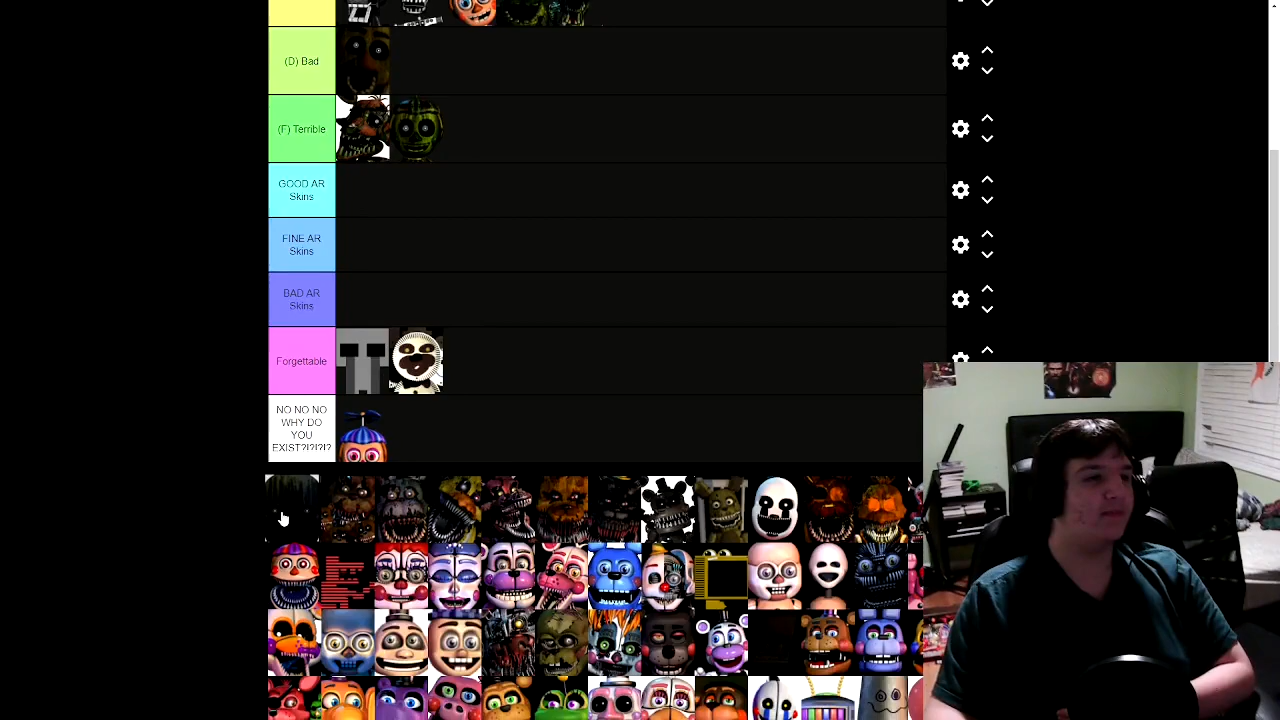 (D) Bad
(F) Terrible
GOOD AR
Skins
FINE AR
Skins
BAD AR
Skins
Forgettable
NO NO NO
WHY DO
YOU
EXIST?!?!?!?